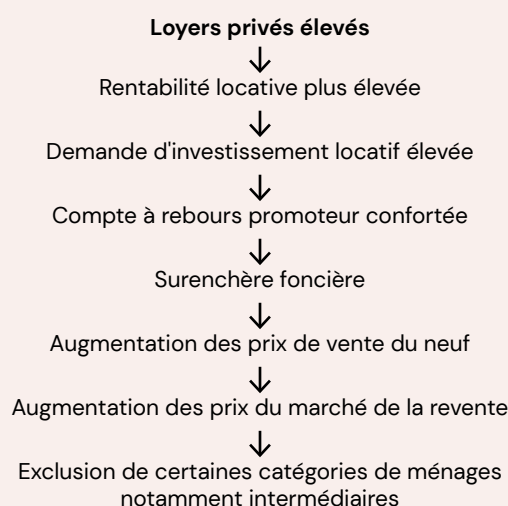 Loyers privés élevés
Rentabilité locative plus élevée
Demande d'investissement locatif élevée
Compte à rebours promoteur confortée
Surenchère foncière
Augmentation des prix de vente du neuf
Augmentation des prix du marché de la revente
Exclusion de certaines catégories de ménages
notamment intermédiaires